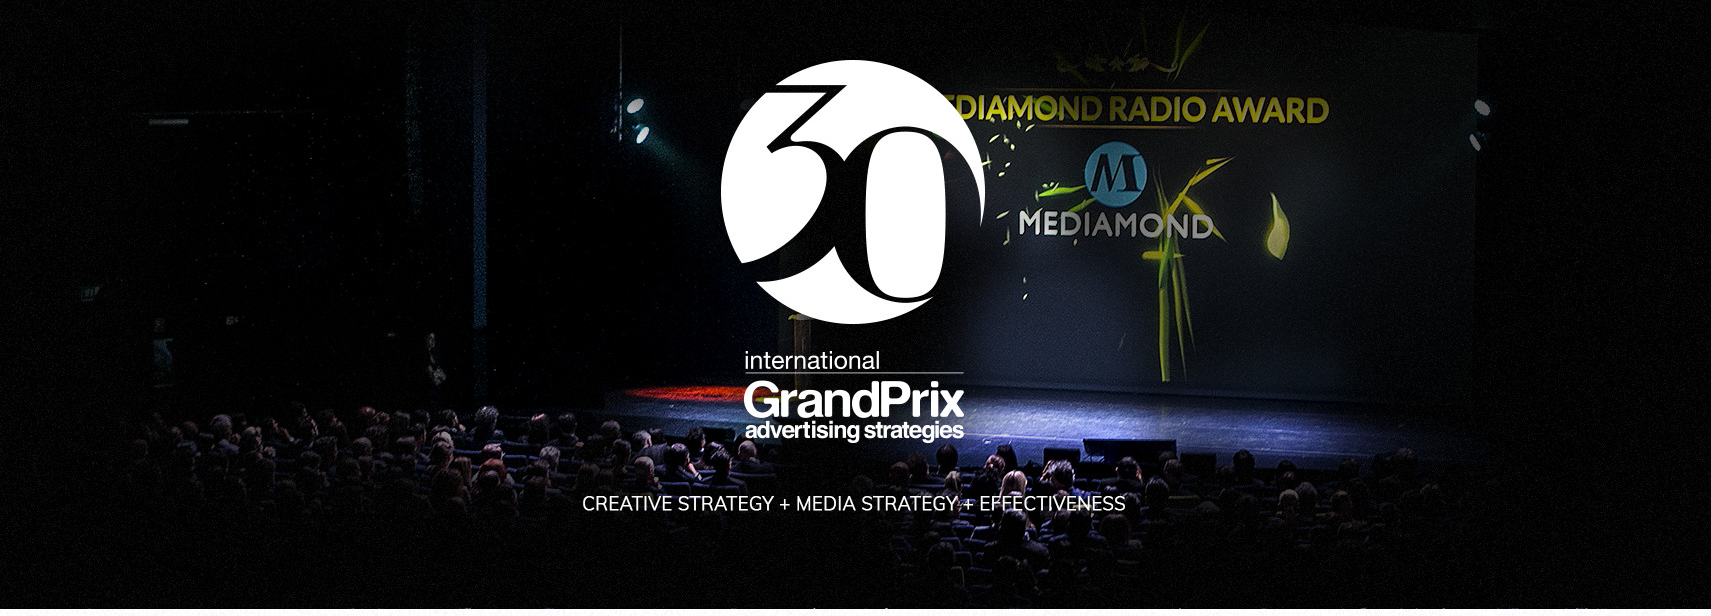 30
MEDIAMOND RADIO AWARD
M
MEDIAMOND
international
GrandPrix
advertising strategies
CREATIVE STRATEGY + MEDIA STRATEGY + EFFECTIVENESS